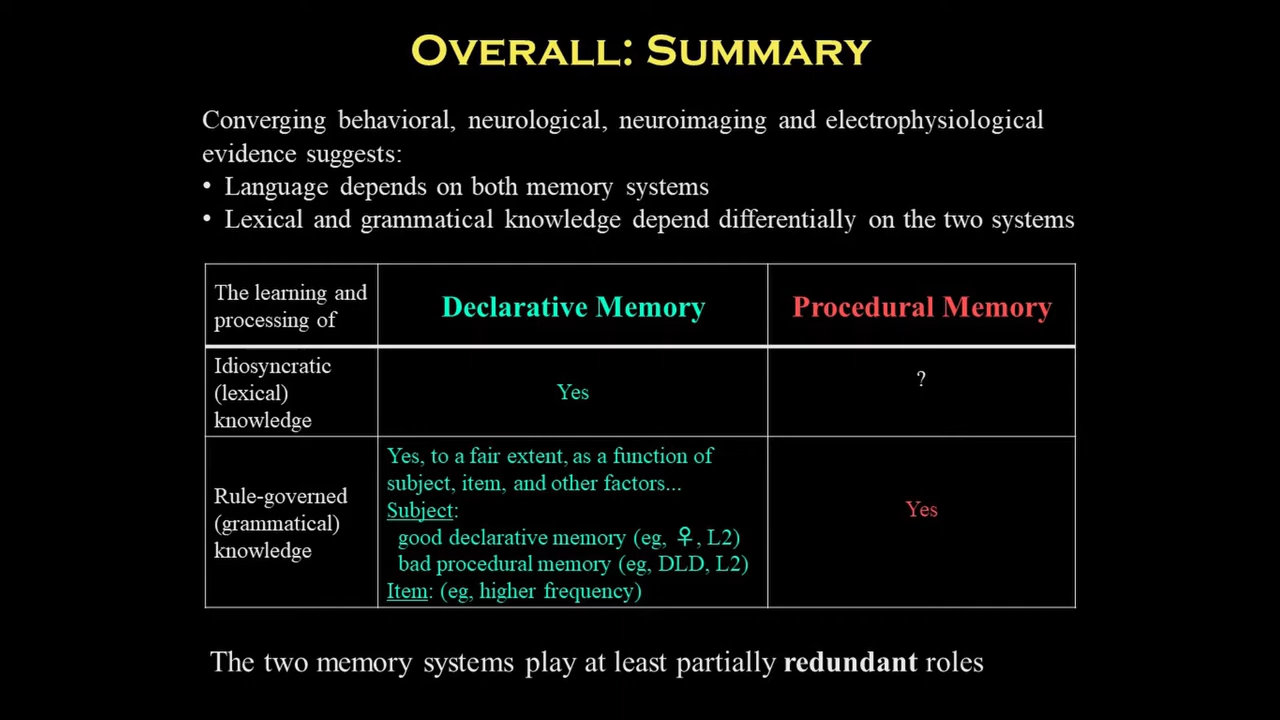 OVERALL: SUMMARY
Converging behavioral, neurological, neuroimaging and electrophysiological
evidence suggests:
• Language depends on both memory systems
• Lexical and grammatical knowledge depend differentially on the two systems
The learning and
processing of
Declarative Memory
Procedural Memory
Idiosyncratic
(lexical)
knowledge
Yes
?
Rule-governed
(grammatical)
knowledge
Yes, to a fair extent, as a function of
subject, item, and other factors...
Subject:
good declarative memory (eg, ♀, L2)
bad procedural memory (eg, DLD, L2)
Item: (eg, higher frequency)
Yes
The two memory systems play at least partially redundant roles